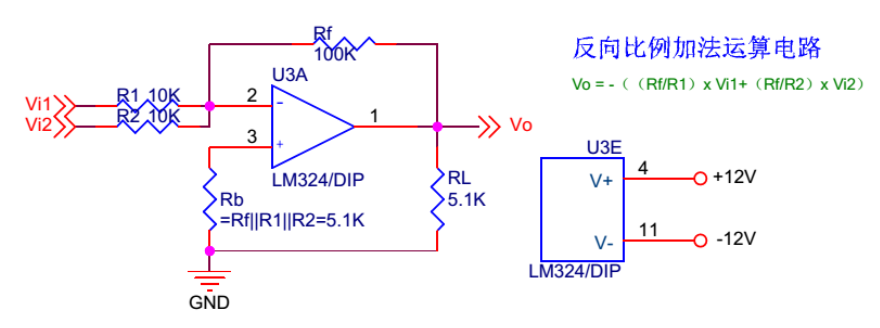 Rf
100K
反向比例加法运算电路
U3A
Vo = -（（Rf/R1）x Vi1+（Rf/R2）x Vi2）
Vi1
R1 10K
2
-
1
Vo
Vi2
R2 10K
3
+
U3E
LM324/DIP
V+
4
+12V
Rb
=Rf||R1||R2=5.1K
RL
5.1K
V-
11
-12V
LM324/DIP
GND